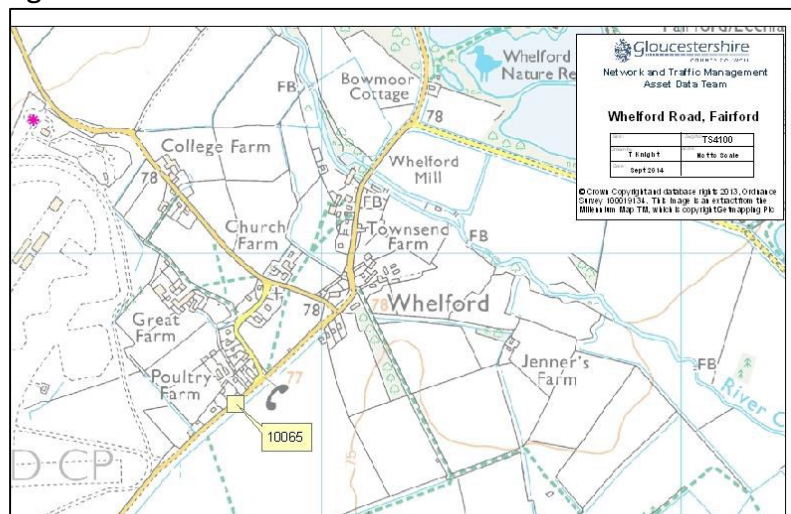 Gloucestershire
COUNTY COUNCIL
Network and Traffic Management
Asset Data Team
Whelford Road, Fairford
TS4100
T Knight
Not to Scale
Sept 2014
© Crown Copyright and database rights 2013, Ordnance
Survey 100019134. This image is an extract from the
Millennium Map TM, which is copyright Getmapping Plc
Whelford
Nature Re
Bowmoor
Cottage
FB
78
College Farm
78
Whelford
Mill
FB
Church
Farm
Townsend
Farm
FB
78
78
Whelford
Great
Farm
Jenner's
Farm
FB
77
Poultry
Farm
River C
75
10065
D CP